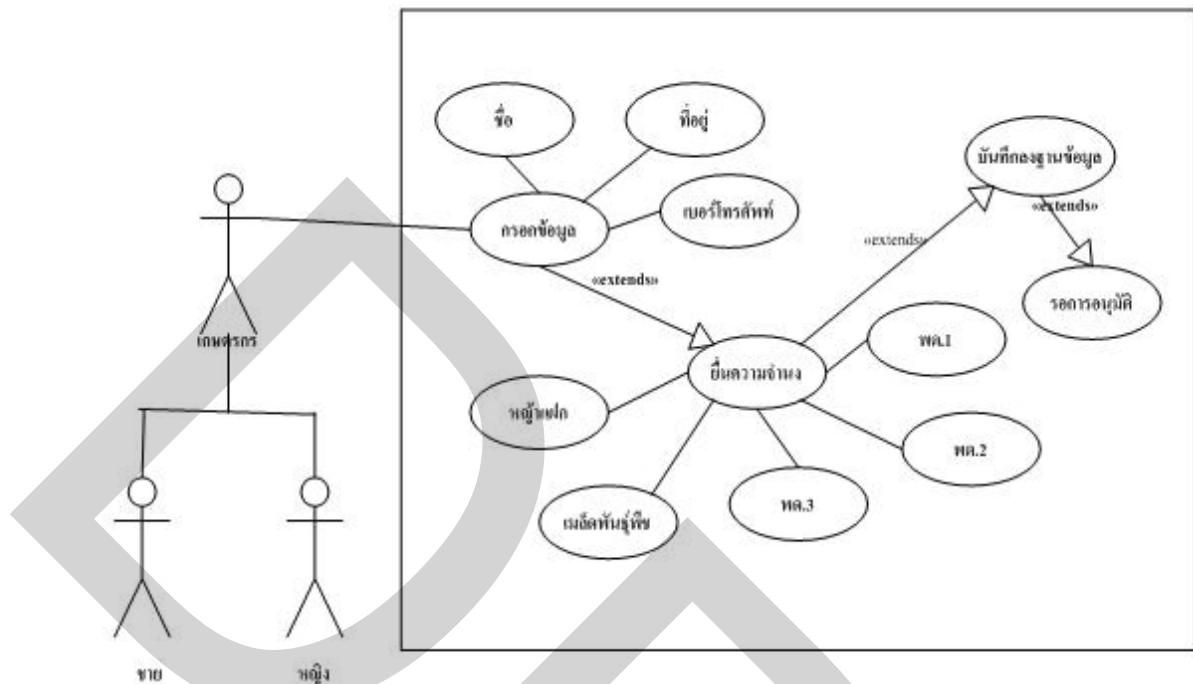 ชื่อ
ที่อยู่
บันทึกลงฐานข้อมูล
เบอร์โทรศัพท์
«extends»
กรอกข้อมูล
«extends»
«extends»
รอการอนุมัติ
เกษตรกร
พด.1
ยื่นความจำนง
หญ้าแฝก
พด.2
พด.3
เมล็ดพันธุ์พืช
ชาย
หญิง